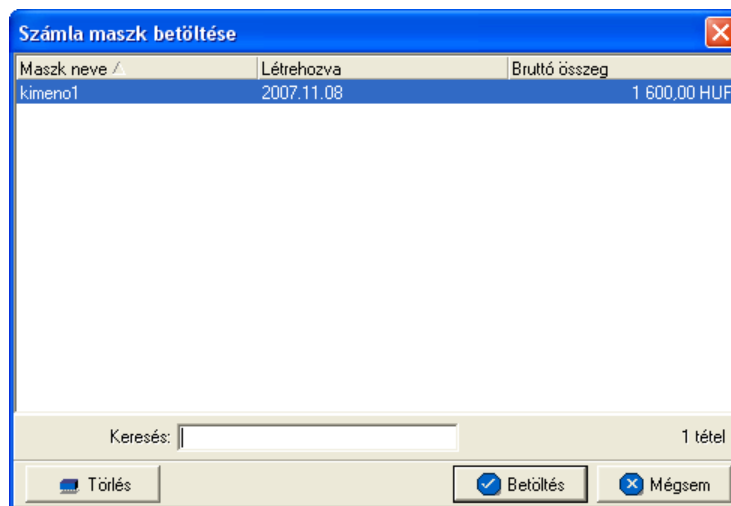 Számla maszk betöltése
Maszk neve Létrehozva Bruttó összeg
kimeno1 2007.11.08 1 600,00 HUF
Keresés: 1 tétel
Törlés Betöltés Mégsem